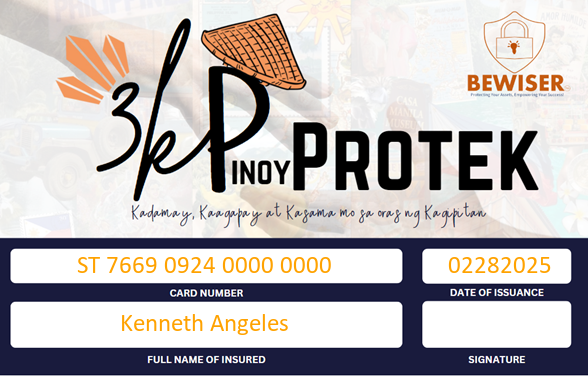 3kPINOYPROTEK
BEWISER
Protecting Your Assets, Empowering Your Success
Kadamay, Kaagapay at Kasama mo sa oras ng Kagipitan
ST 7669 0924 0000 0000
02282025
CARD NUMBER
DATE OF ISSUANCE
Kenneth Angeles
FULL NAME OF INSURED
SIGNATURE